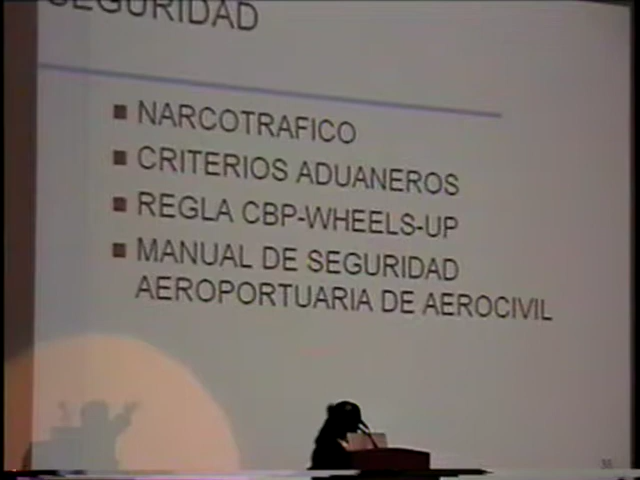 SEGURIDAD
NARCOTRAFICO
CRITERIOS ADUANEROS
REGLA CBP-WHEELS-UP
MANUAL DE SEGURIDAD
AEROPORTUARIA DE AEROCIVIL